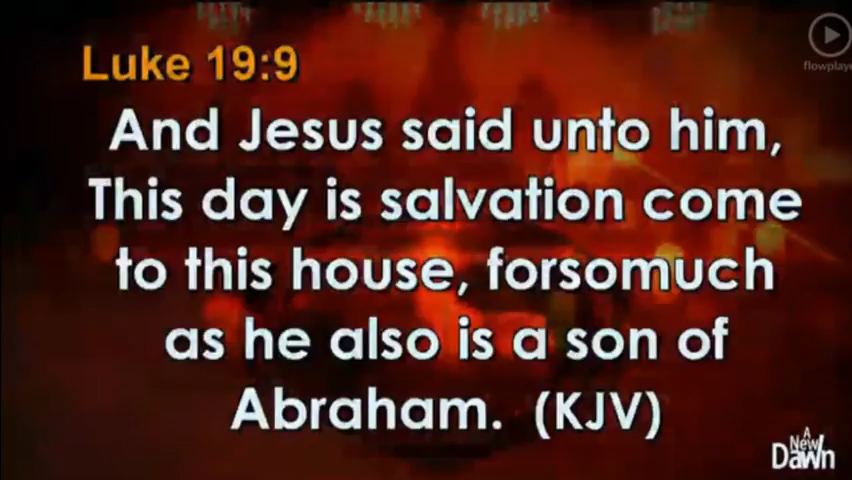 Luke 19:9
And Jesus said unto him,
This day is salvation come
to this house, forsomuch
as he also is a son of
Abraham. (KJV)
flowplaye
A
New
Dawn